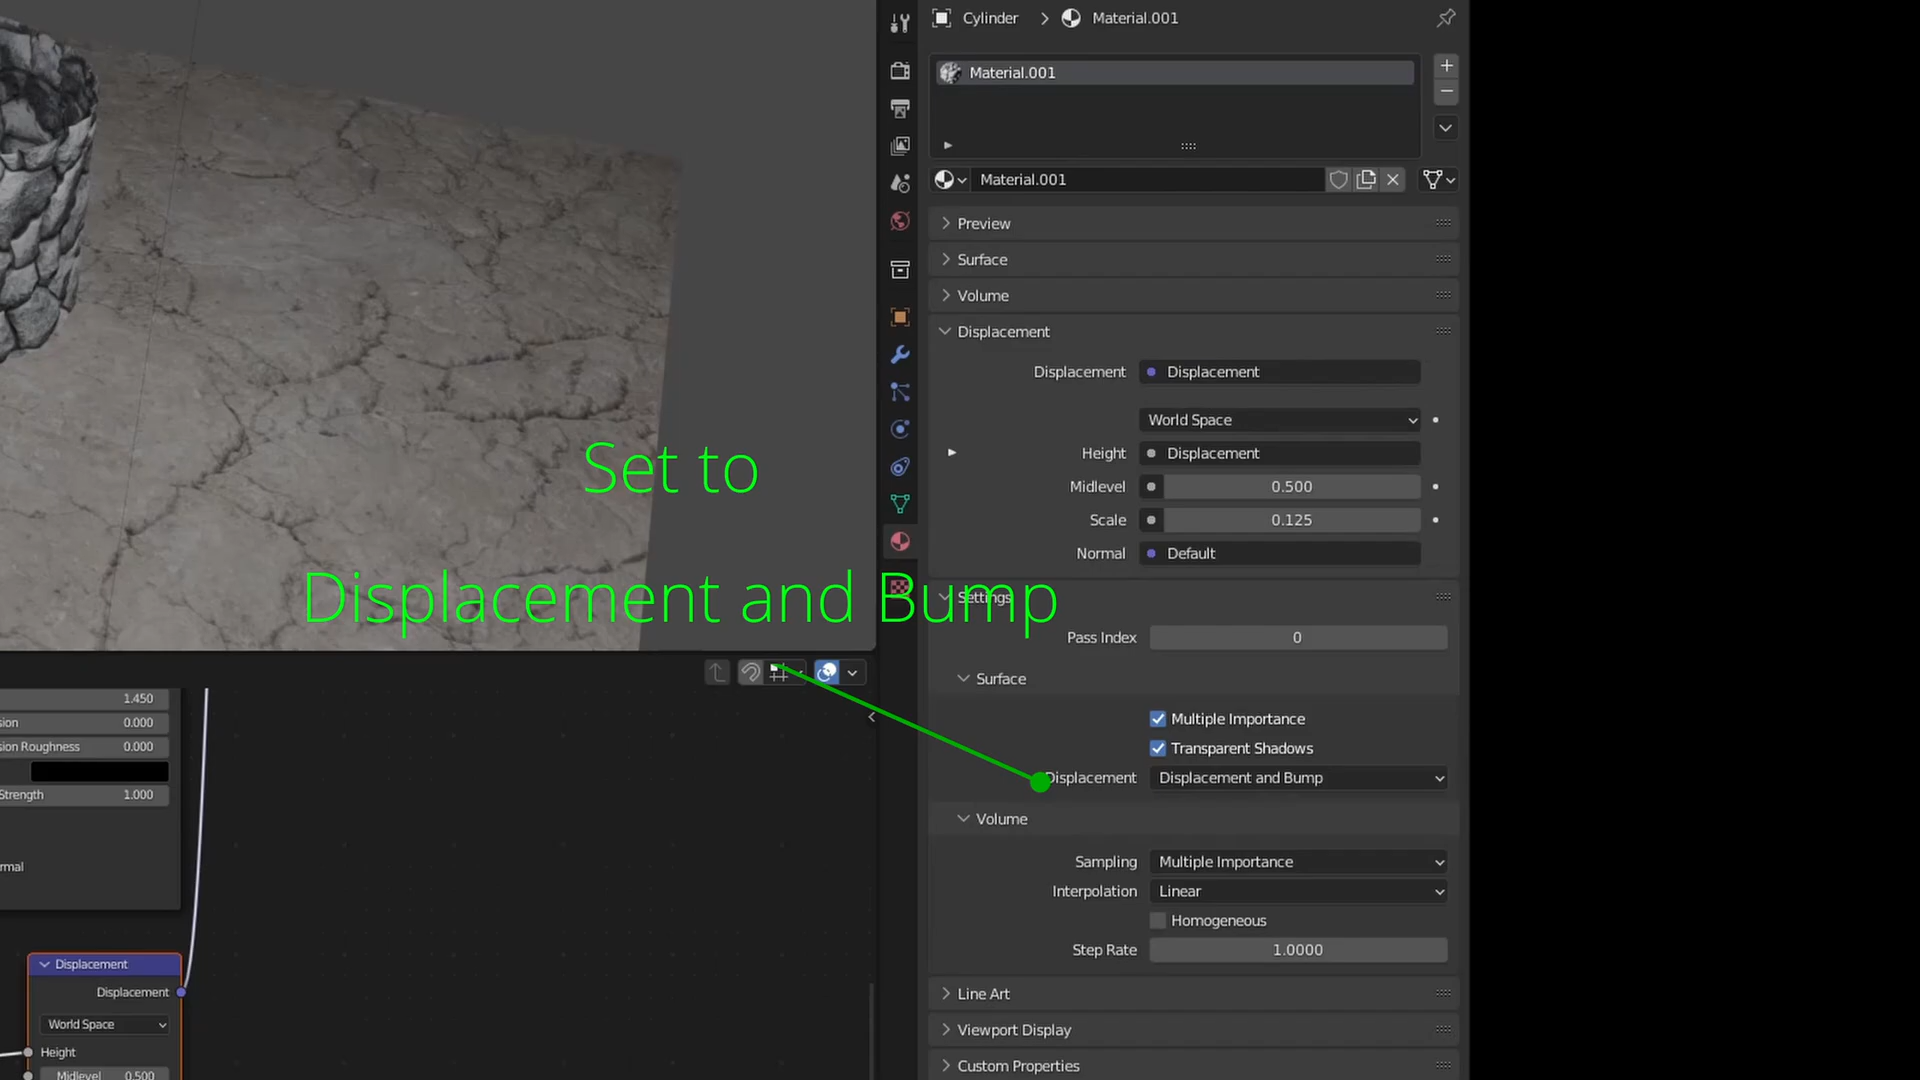 Cylinder > Material.001
Material.001
Material.001
Preview
Surface
Volume
Displacement
Displacement Displacement
World Space
Height Displacement
Midlevel 0.500
Scale 0.125
Normal Default
Set to
Displacement and Bump
Settings
Pass Index 0
Surface
Multiple Importance
Transparent Shadows
Displacement Displacement and Bump
Volume
Sampling Multiple Importance
Interpolation Linear
Homogeneous
Step Rate 1.0000
Line Art
Viewport Display
Custom Properties
1.450
sion 0.000
sion Roughness 0.000
Strength 1.000
rmal
Displacement
Displacement
World Space
Height
Midlevel 0.500